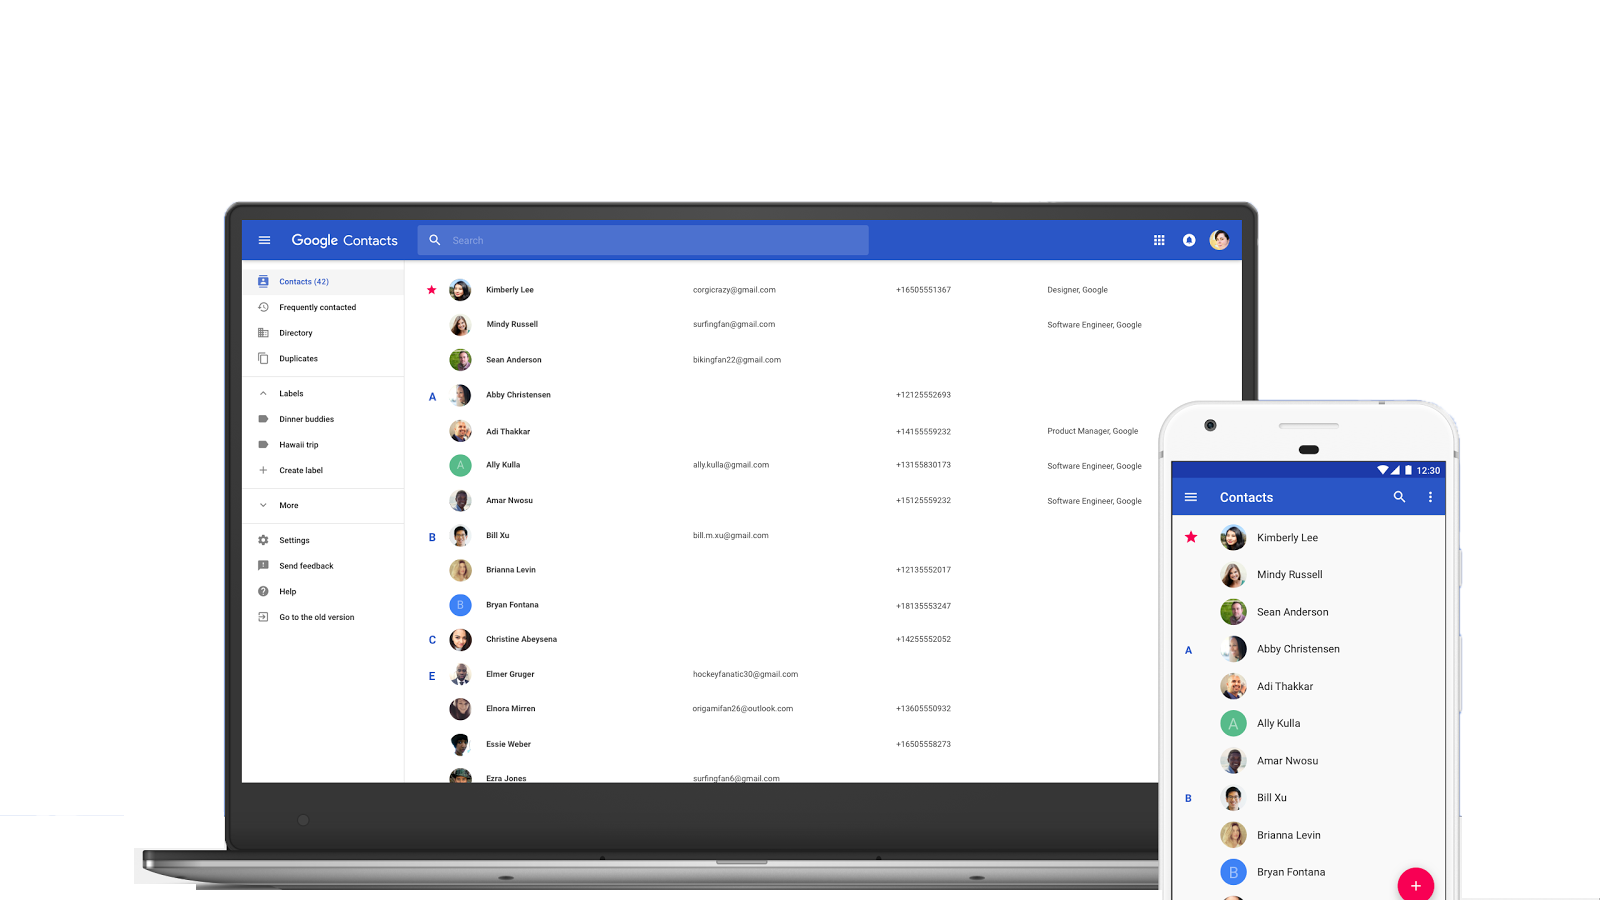 Google Contacts
Search
Contacts (42)
Frequently contacted
Directory
Duplicates
Labels
Dinner buddies
Hawaii trip
Create label
More
Settings
Send feedback
Help
Go to the old version
Kimberly Lee corgicrazy@gmail.com +16505551367 Designer, Google
Mindy Russell surfingfan@gmail.com Software Engineer, Google
Sean Anderson bikingfan22@gmail.com
A Abby Christensen +12125552693
Adi Thakkar +14155559232 Product Manager, Google
A Ally Kulla ally.kulla@gmail.com +13155830173 Software Engineer, Google
Amar Nwosu +15125559232 Software Engineer, Google
B Bill Xu bill.m.xu@gmail.com
Brianna Levin +12135552017
B Bryan Fontana +18135553247
C Christine Abeysena +14255552052
E Elmer Gruger hockeyfanatic30@gmail.com
Elnora Mirren origamifan26@outlook.com +13605550932
Essie Weber +16505558273
Ezra Jones surfingfan6@gmail.com
12:30
Contacts
Kimberly Lee
Mindy Russell
Sean Anderson
A Abby Christensen
Adi Thakkar
A Ally Kulla
Amar Nwosu
B Bill Xu
Brianna Levin
B Bryan Fontana